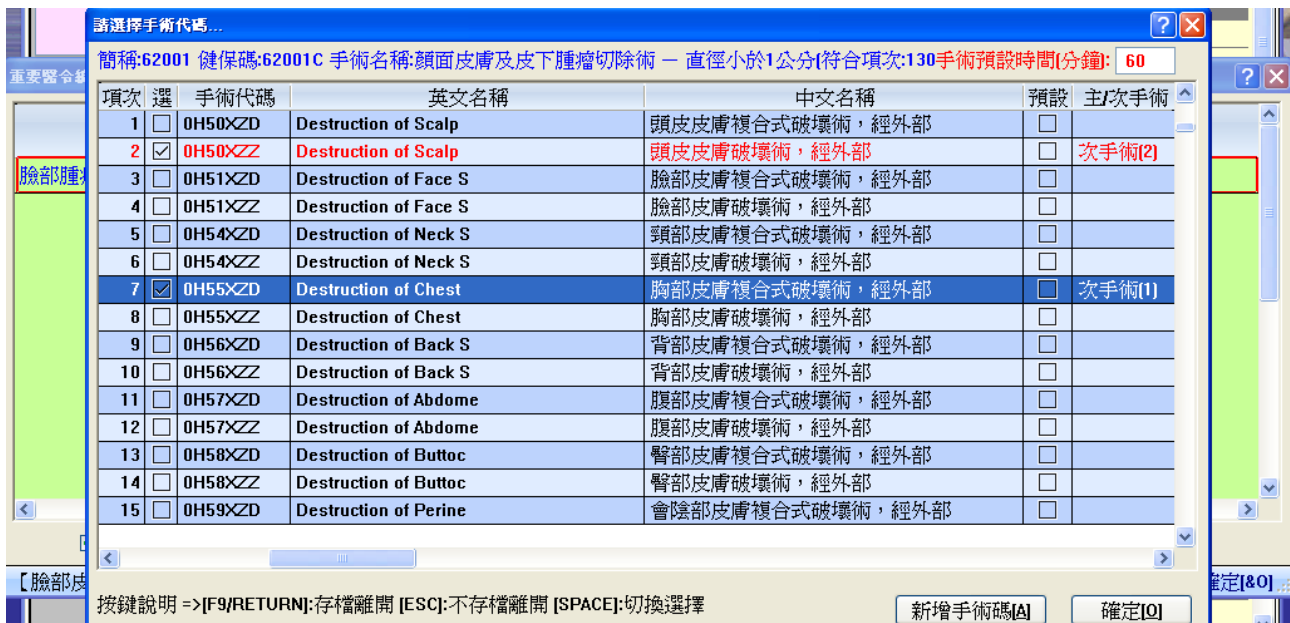 請選擇手術代碼...
簡稱:62001 健保碼:62001C 手術名稱:顏面皮膚及皮下腫瘤切除術 — 直徑小於1公分(符合項次:130手術預設時間(分鐘): 60
重要醫令
項次 選 手術代碼 英文名稱 中文名稱 預設 主/次手術
1 0H50XZD Destruction of Scalp 頭皮皮膚複合式破壞術，經外部
2 0H50XZZ Destruction of Scalp 頭皮皮膚破壞術，經外部 次手術(2)
臉部腫
3 0H51XZD Destruction of Face S 臉部皮膚複合式破壞術，經外部
4 0H51XZZ Destruction of Face S 臉部皮膚破壞術，經外部
5 0H54XZD Destruction of Neck S 頸部皮膚複合式破壞術，經外部
6 0H54XZZ Destruction of Neck S 頸部皮膚破壞術，經外部
7 0H55XZD Destruction of Chest 胸部皮膚複合式破壞術，經外部 次手術(1)
8 0H55XZZ Destruction of Chest 胸部皮膚破壞術，經外部
9 0H56XZD Destruction of Back S 背部皮膚複合式破壞術，經外部
10 0H56XZZ Destruction of Back S 背部皮膚破壞術，經外部
11 0H57XZD Destruction of Abdome 腹部皮膚複合式破壞術，經外部
12 0H57XZZ Destruction of Abdome 腹部皮膚破壞術，經外部
13 0H58XZD Destruction of Buttoc 臀部皮膚複合式破壞術，經外部
14 0H58XZZ Destruction of Buttoc 臀部皮膚破壞術，經外部
15 0H59XZD Destruction of Perine 會陰部皮膚複合式破壞術，經外部
【臉部皮
確定[&O]
按鍵說明 =>[F9/RETURN]:存檔離開 [ESC]:不存檔離開 [SPACE]:切換選擇
新增手術碼[A] 確定[O]